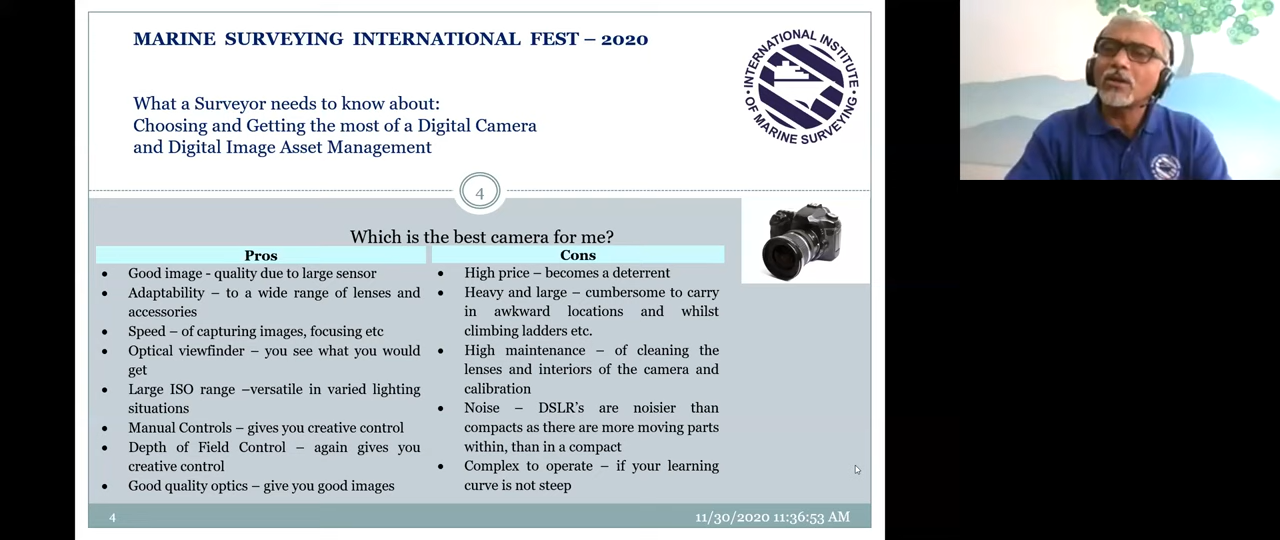 MARINE SURVEYING INTERNATIONAL FEST – 2020
INTERNATIONAL INSTITUTE
• OF MARINE SURVEYING •
What a Surveyor needs to know about:
Choosing and Getting the most of a Digital Camera
and Digital Image Asset Management
4
Which is the best camera for me?
Pros
• Good image - quality due to large sensor
• Adaptability – to a wide range of lenses and
accessories
• Speed – of capturing images, focusing etc
• Optical viewfinder – you see what you would
get
• Large ISO range –versatile in varied lighting
situations
• Manual Controls – gives you creative control
• Depth of Field Control – again gives you
creative control
• Good quality optics – give you good images
Cons
• High price – becomes a deterrent
• Heavy and large – cumbersome to carry
in awkward locations and whilst
climbing ladders etc.
• High maintenance – of cleaning the
lenses and interiors of the camera and
calibration
• Noise – DSLR's are noisier than
compacts as there are more moving parts
within, than in a compact
• Complex to operate – if your learning
curve is not steep
4
11/30/2020 11:36:53 AM